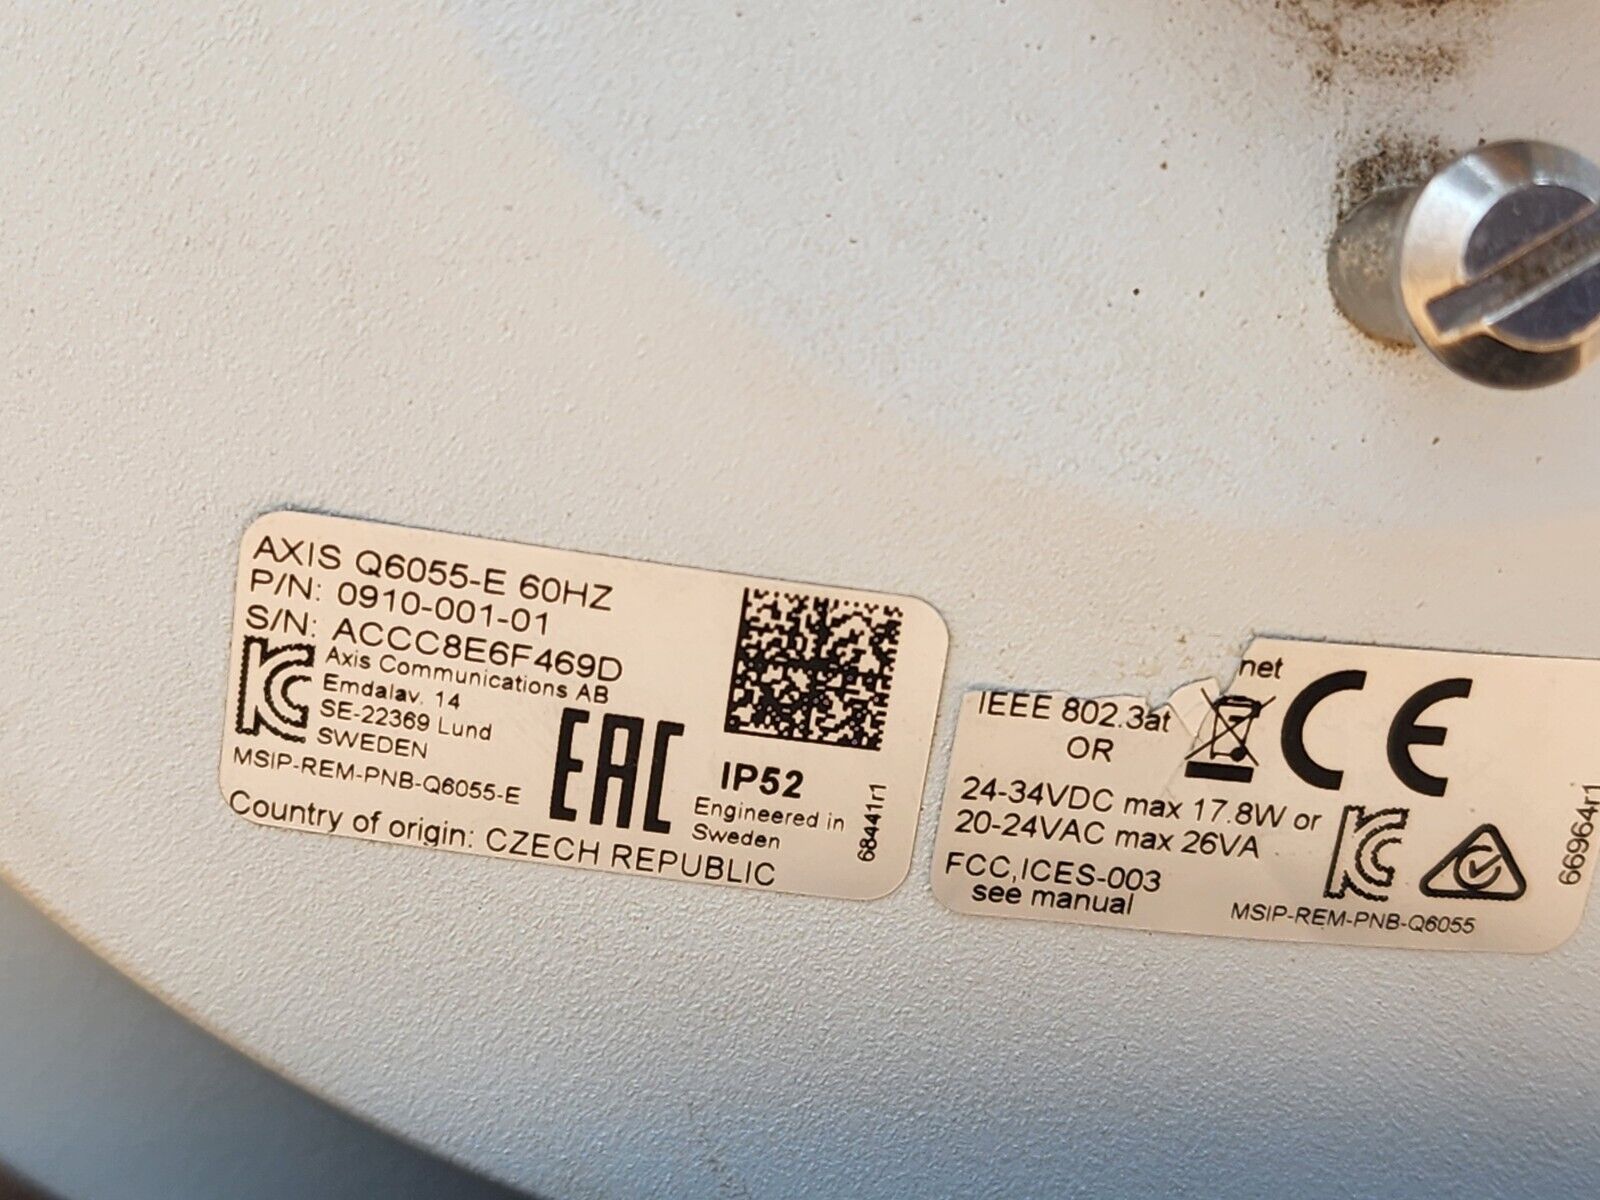 AXIS Q6055-E 60HZ
P/N: 0910-001-01
S/N: ACCC8E6F469D
Axis Communications AB
Emdalav. 14
SE-22369 Lund
SWEDEN
MSIP-REM-PNB-Q6055-E
Country of origin: CZECH REPUBLIC
EAC
IP52
Engineered in
Sweden
68441r1
net
IEEE 802.3at
OR
24-34VDC max 17.8W or
20-24VAC max 26VA
FCC,ICES-003
see manual
CE
MSIP-REM-PNB-Q6055
66964r1